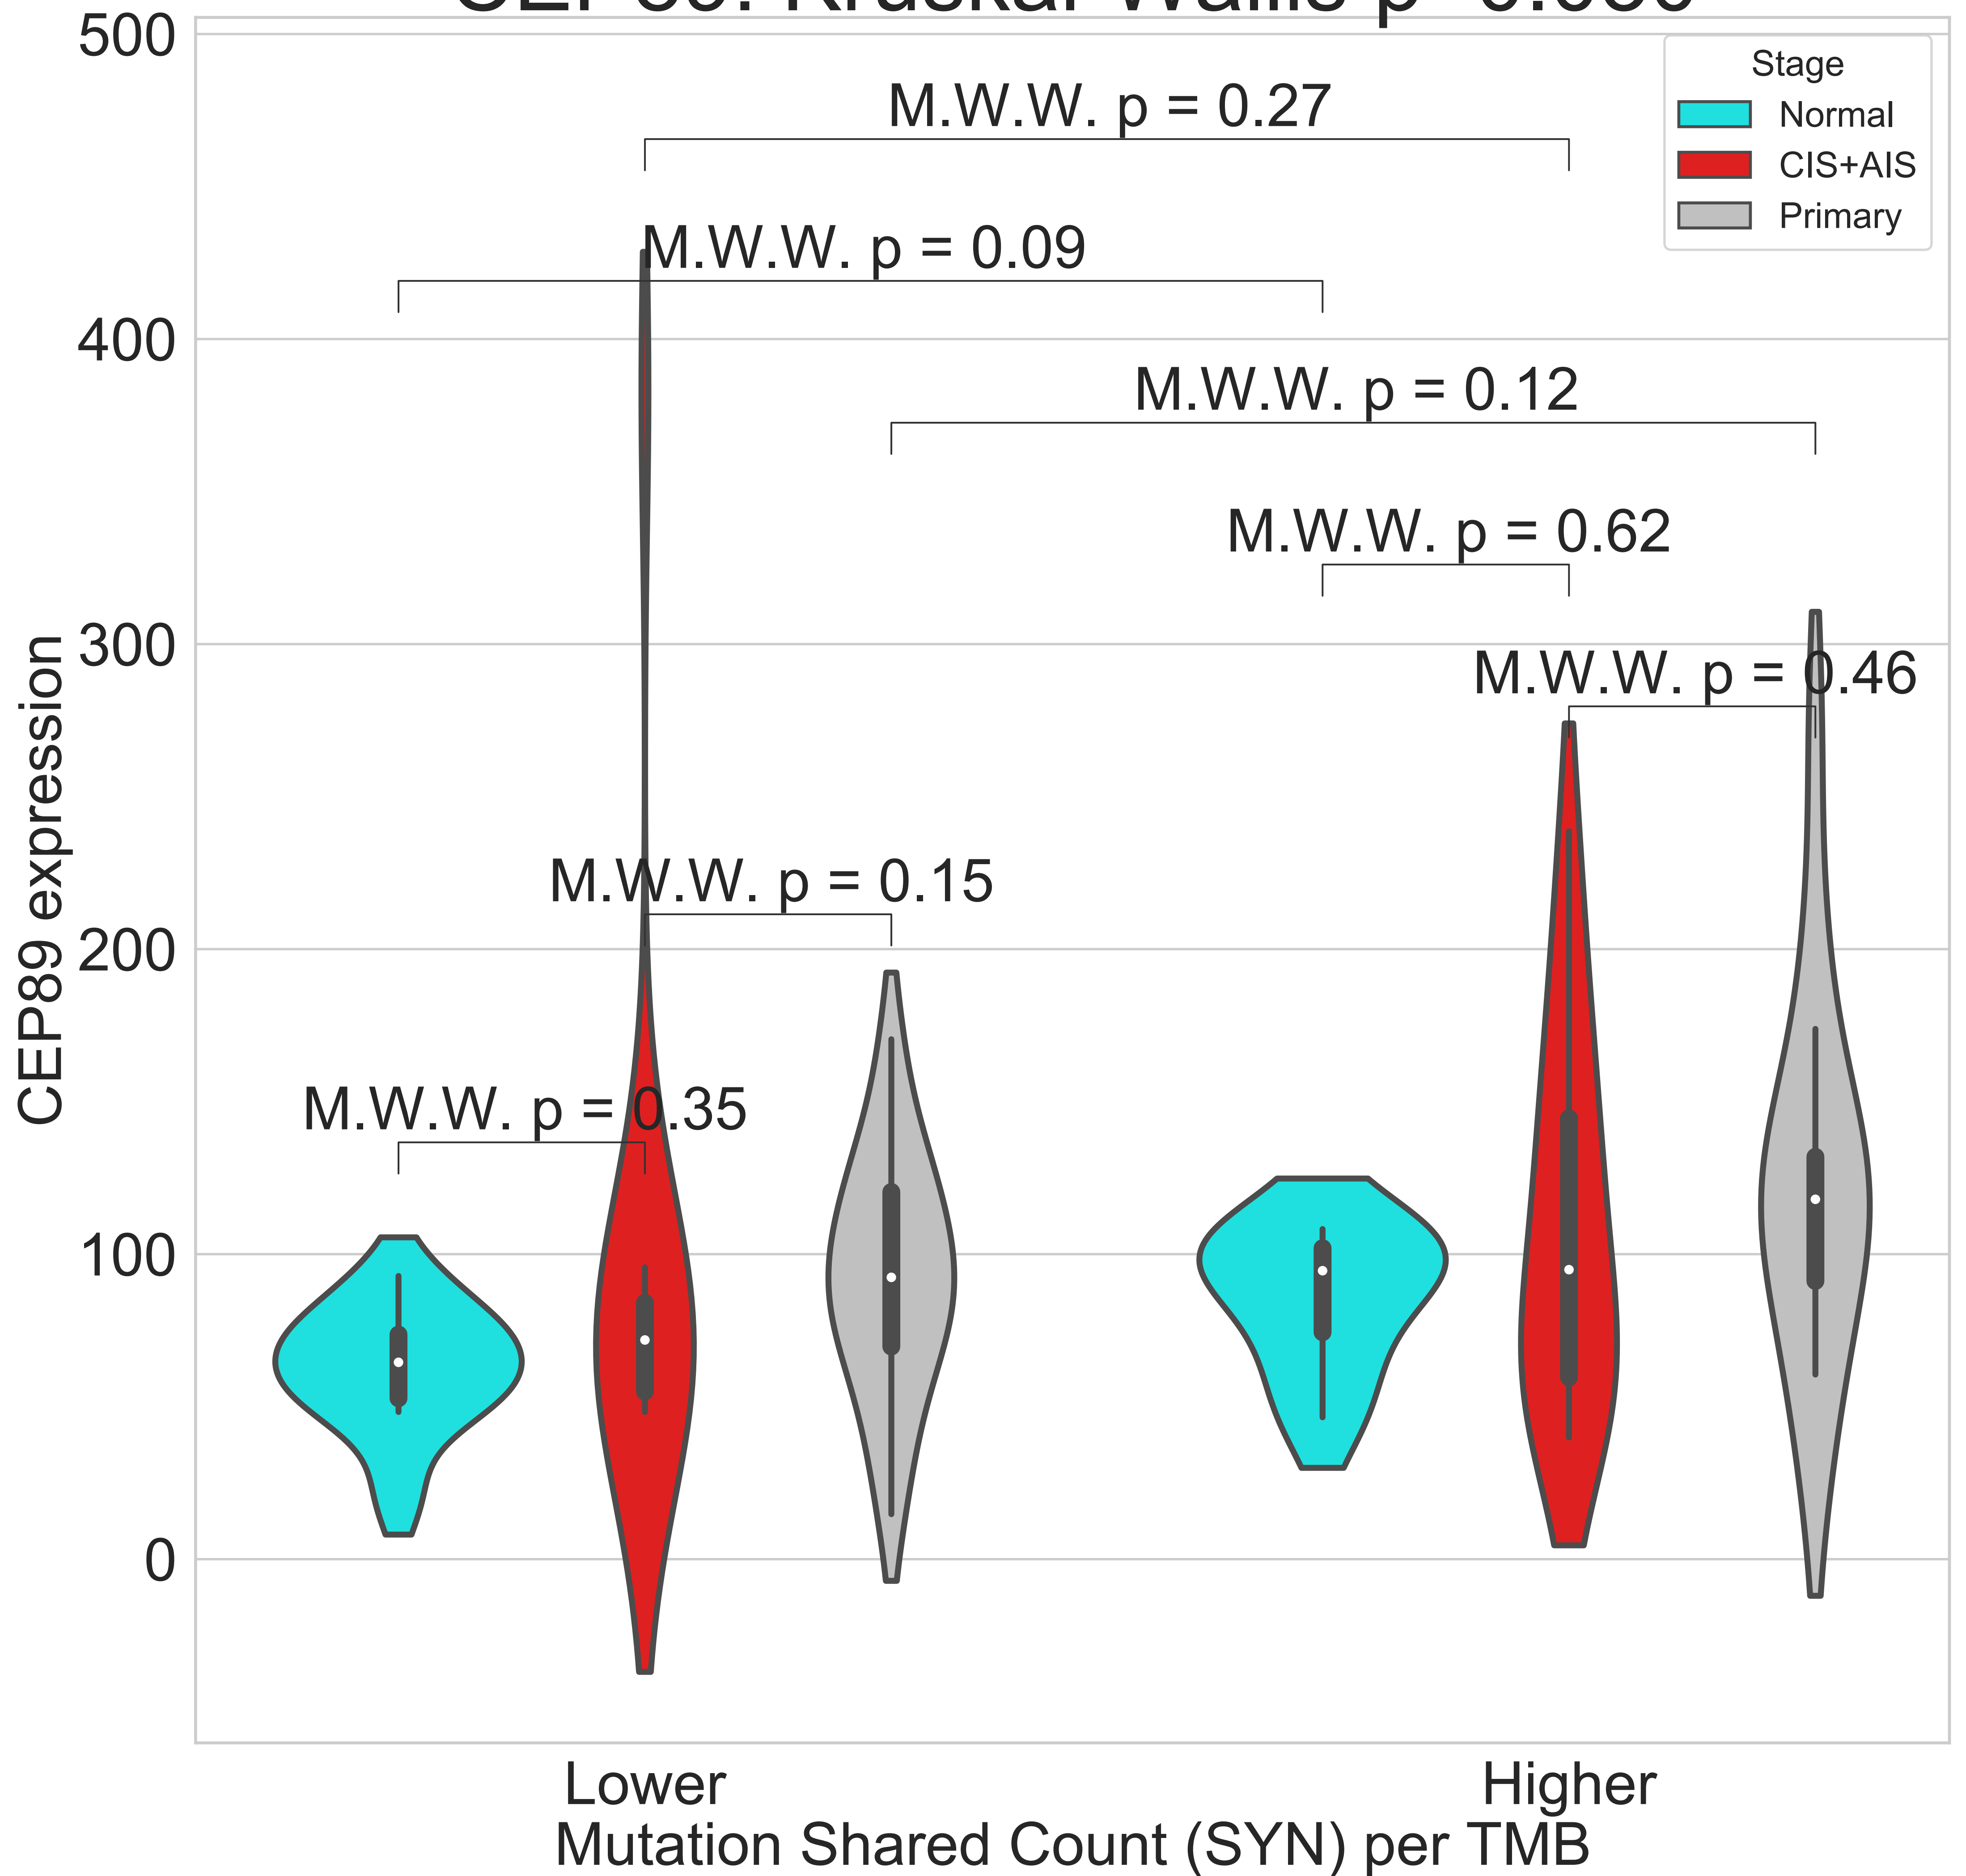 500
Stage
Normal
CIS+AIS
Primary
M.W.W. p = 0.27
M.W.W. p = 0.09
400
M.W.W. p = 0.12
M.W.W. p = 0.62
300
M.W.W. p = 0.46
CEP89 expression
200
M.W.W. p = 0.15
M.W.W. p = 0.35
100
0
Lower
Higher
Mutation Shared Count (SYN) per TMB